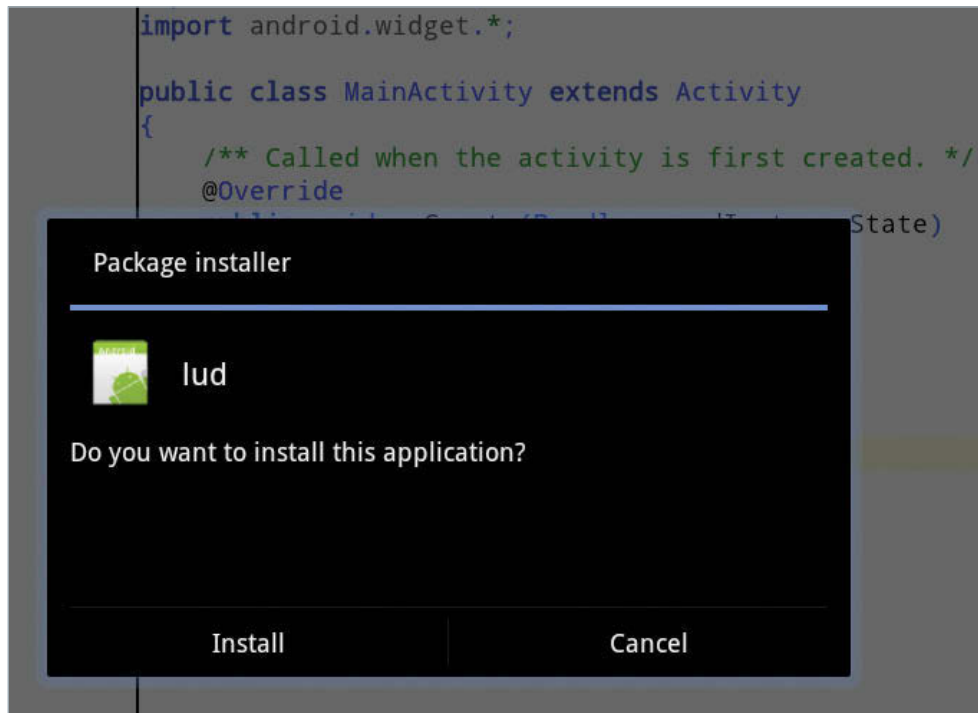 import android.widget.*;
public class MainActivity extends Activity
{
/** Called when the activity is first created. */
@Override
State)
Package installer
android
lud
Do you want to install this application?
Install Cancel